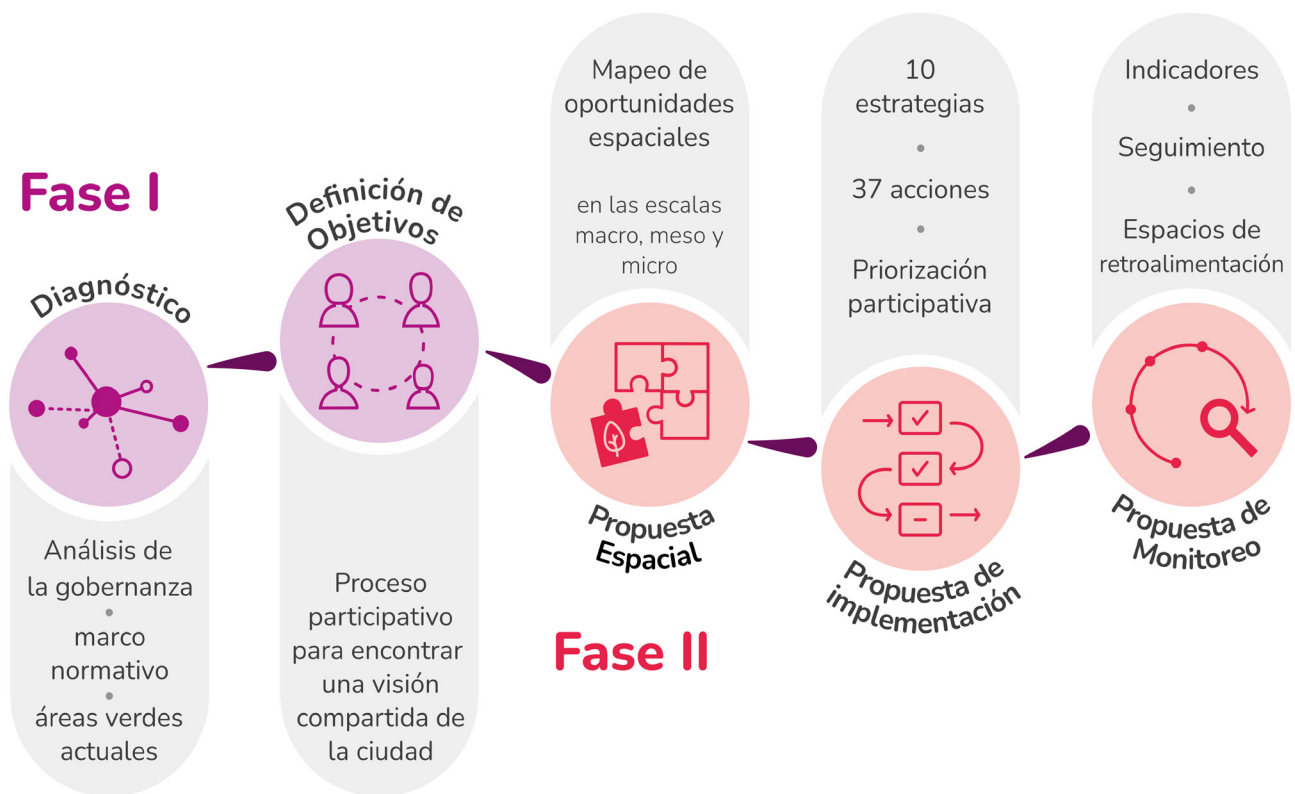 Fase I
Diagnóstico
Análisis de
la gobernanza
•
marco
normativo
•
áreas verdes
actuales
Definición de
Objetivos
Proceso
participativo
para encontrar
una visión
compartida de
la ciudad
Mapeo de
oportunidades
espaciales
en las escalas
macro, meso y
micro
Propuesta
Espacial
Fase II
10
estrategias
•
37 acciones
•
Priorización
participativa
Propuesta de
implementación
Indicadores
•
Seguimiento
•
Espacios de
retroalimentación
Propuesta de
Monitoreo